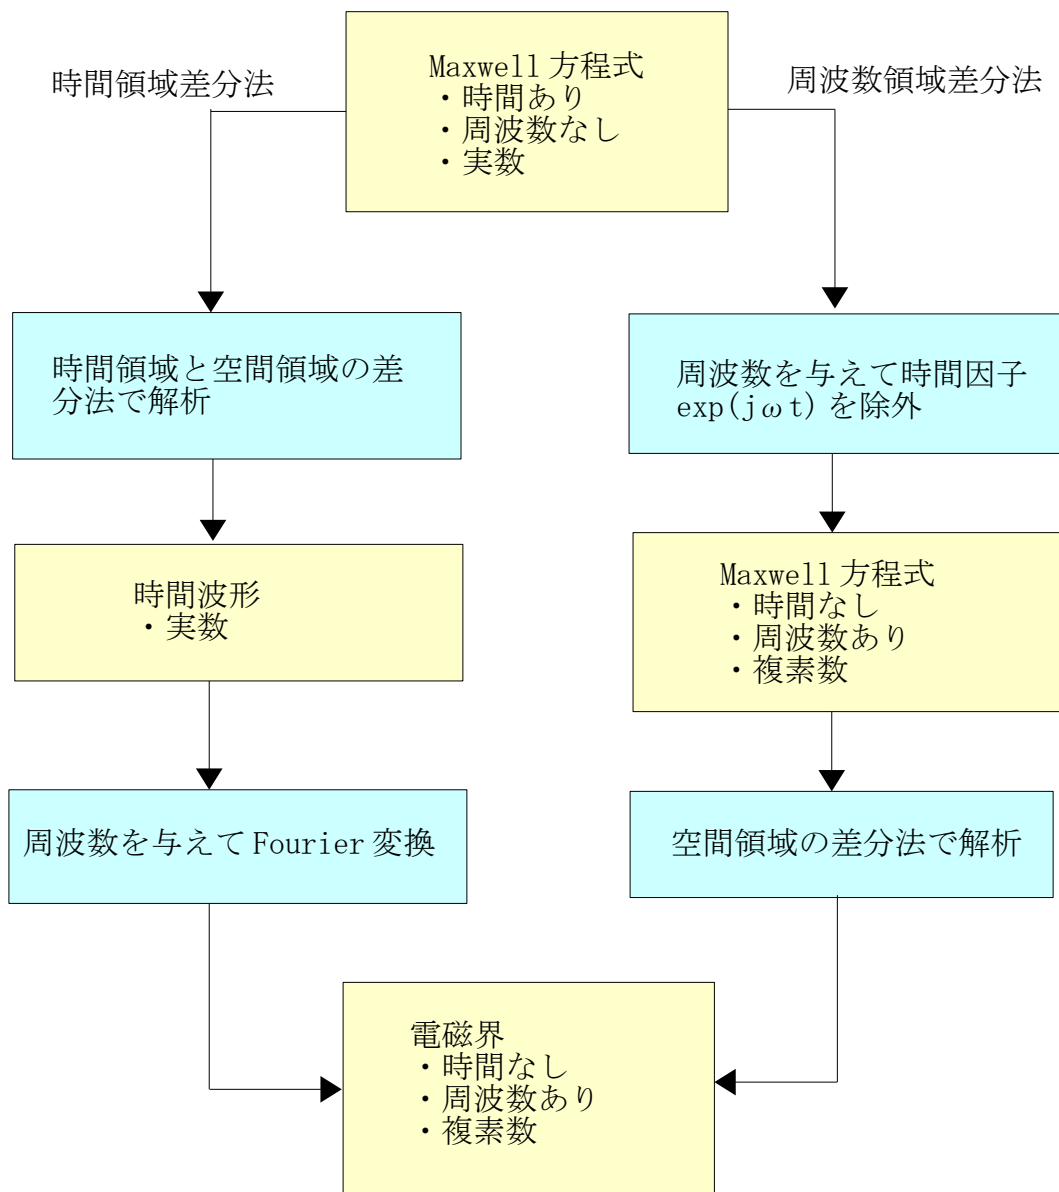 Maxwell 方程式
・時間あり
・周波数なし
・実数
時間領域差分法
周波数領域差分法
時間領域と空間領域の差
分法で解析
周波数を与えて時間因子
exp(jωt) を除外
時間波形
・実数
Maxwell 方程式
・時間なし
・周波数あり
・複素数
周波数を与えて Fourier 変換
空間領域の差分法で解析
電磁界
・時間なし
・周波数あり
・複素数